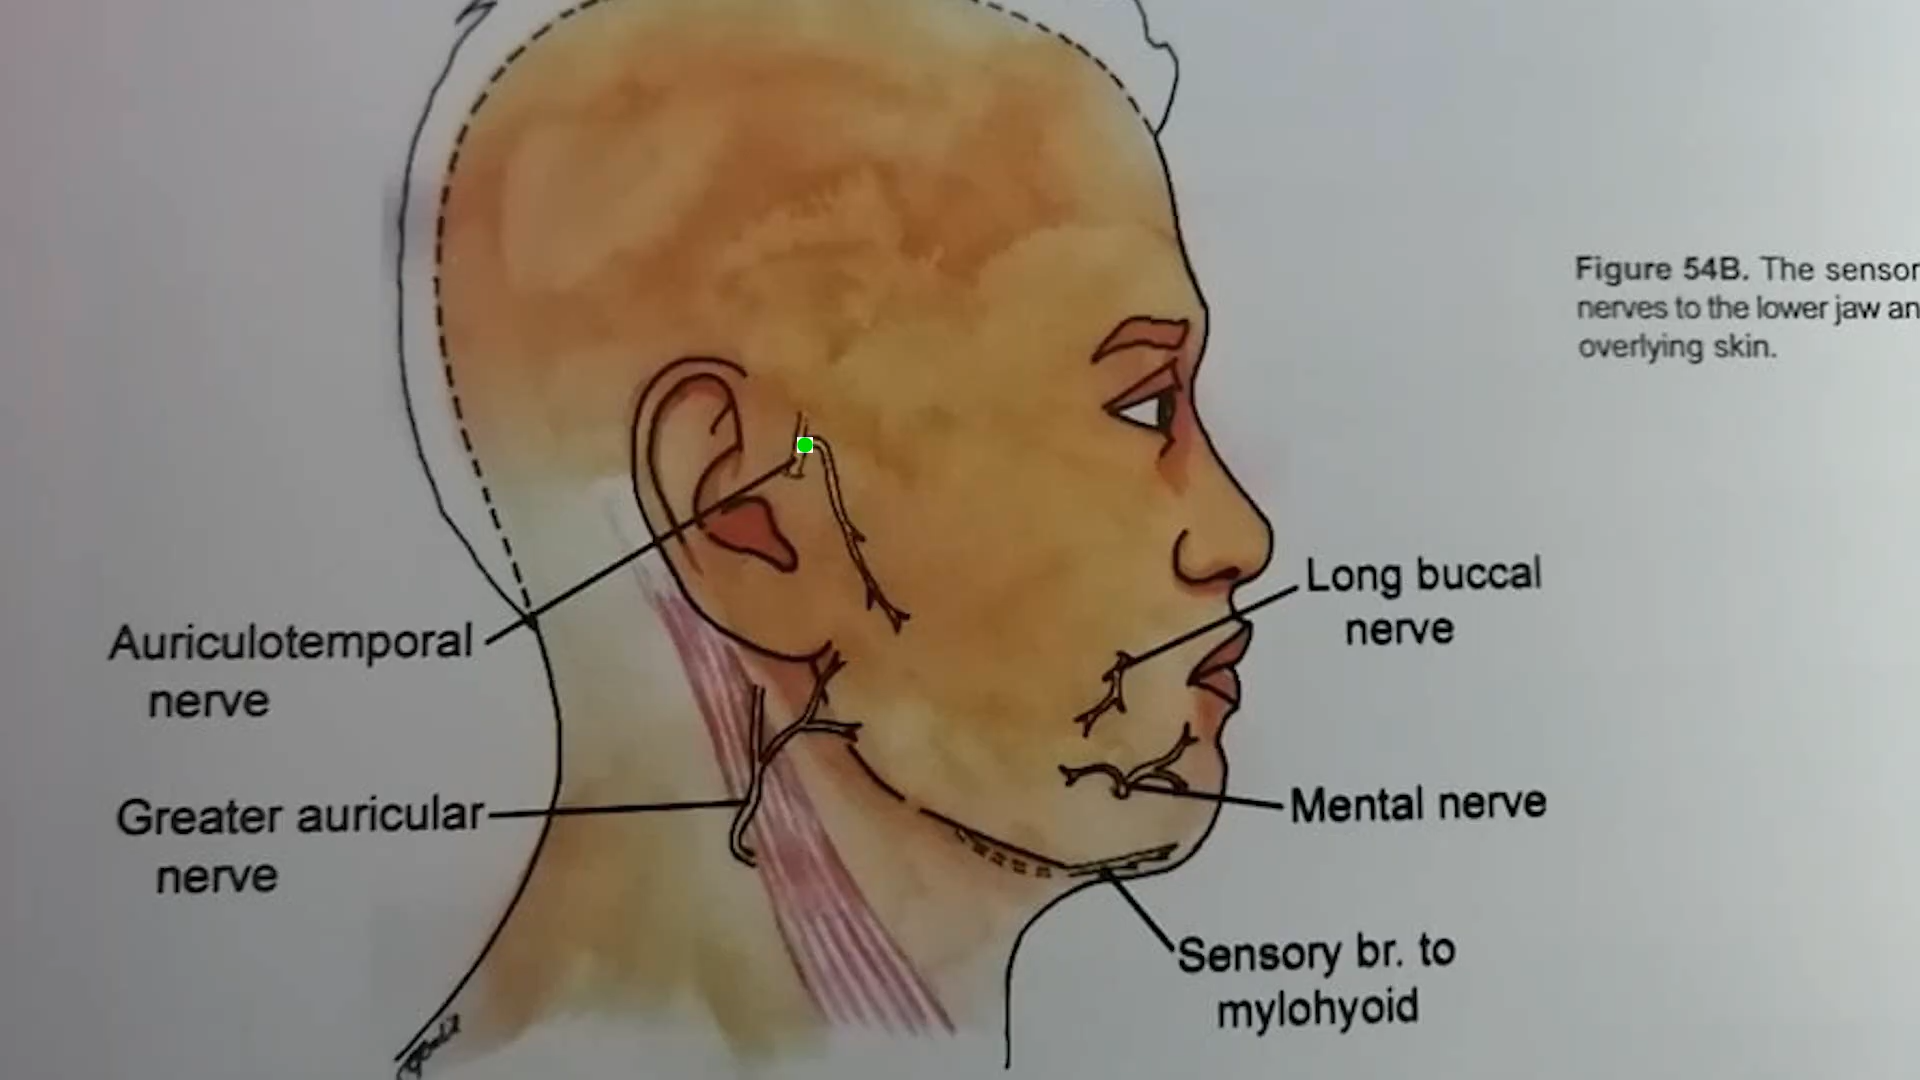 Figure 54B. The sensor
nerves to the lower jaw an
overlying skin.
Long buccal
nerve
Auriculotemporal
nerve
Mental nerve
Greater auricular
nerve
Sensory br. to
mylohyoid